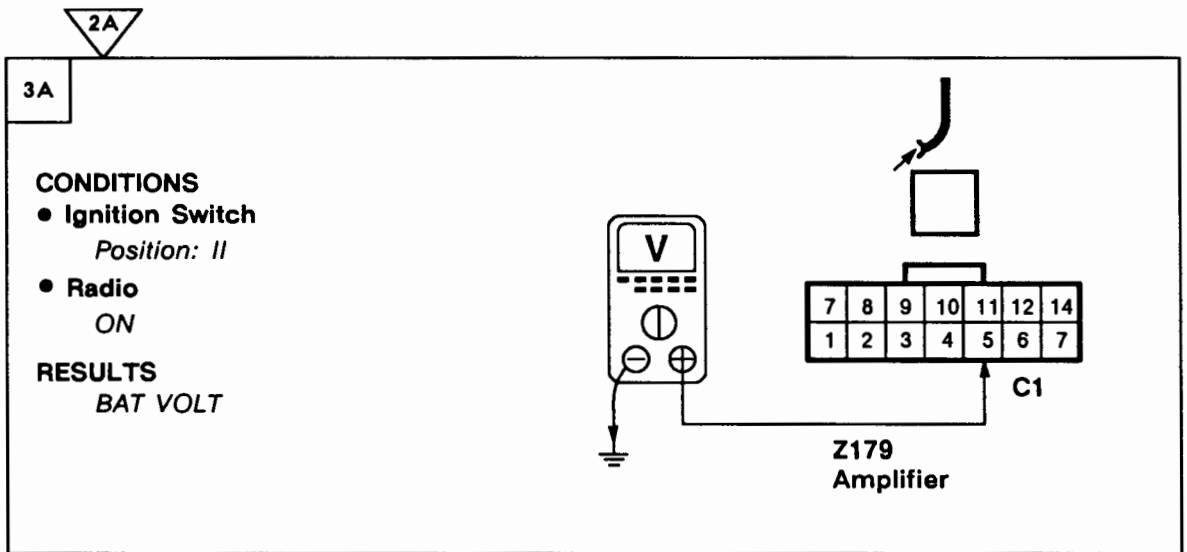 2A
3A
CONDITIONS
● Ignition Switch
Position: II
● Radio
ON
RESULTS
BAT VOLT
V
7 8 9 10 11 12 14
1 2 3 4 5 6 7
C1
Z179
Amplifier